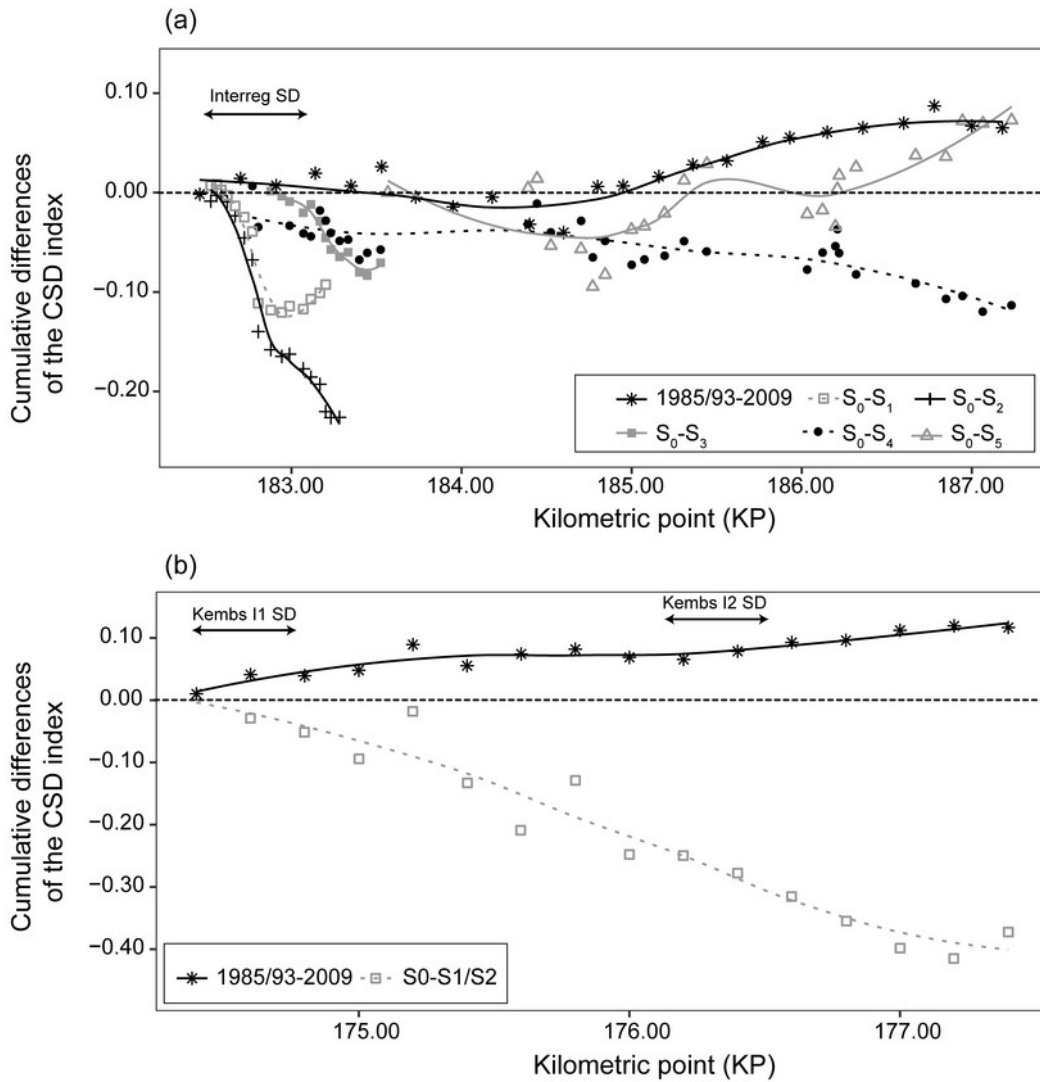 (a)
Cumulative differences
of the CSD index
0.10
0.00
−0.10
−0.20
Interreg SD
1985/93-2009 S₀-S₁ S₀-S₂
S₀-S₃ S₀-S₄ S₀-S₅
183.00 184.00 185.00 186.00 187.00
Kilometric point (KP)
(b)
Cumulative differences
of the CSD index
0.10
0.00
−0.10
−0.20
−0.30
−0.40
Kembs I1 SD Kembs I2 SD
1985/93-2009 S0-S1/S2
175.00 176.00 177.00
Kilometric point (KP)